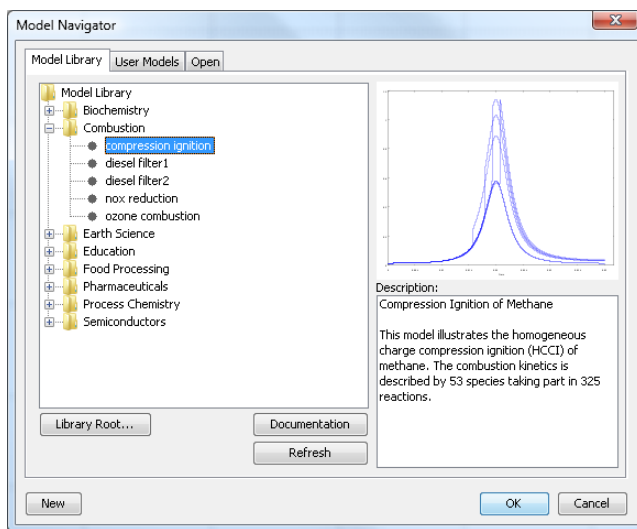 Model Navigator
Model Library
User Models
Open
Model Library
Biochemistry
Combustion
compression ignition
diesel filter1
diesel filter2
nox reduction
ozone combustion
Earth Science
Education
Food Processing
Pharmaceuticals
Process Chemistry
Semiconductors
Description:
Compression Ignition of Methane
This model illustrates the homogeneous
charge compression ignition (HCCI) of
methane. The combustion kinetics is
described by 53 species taking part in 325
reactions.
Library Root...
Documentation
Refresh
New
OK
Cancel